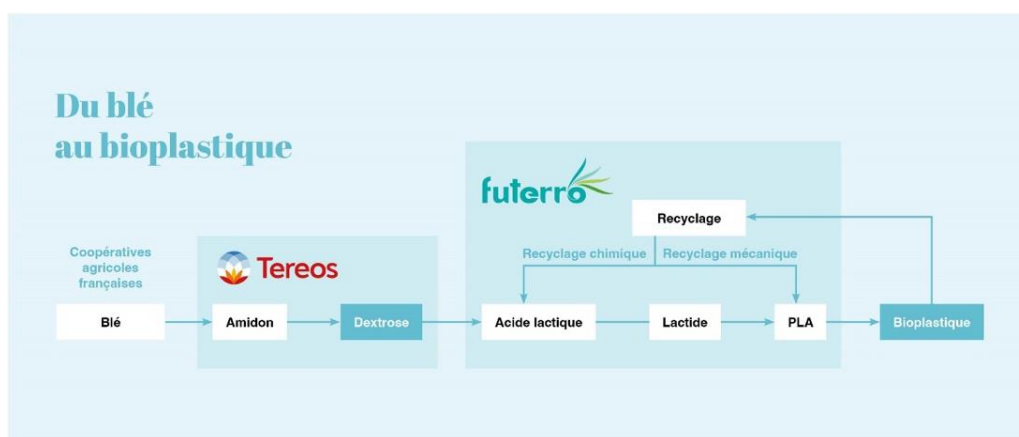 Du blé
au bioplastique
futerro
Recyclage
Coopératives
agricoles
françaises
Tereos
Recyclage chimique
Recyclage mécanique
Blé
Amidon
Dextrose
Acide lactique
Lactide
PLA
Bioplastique